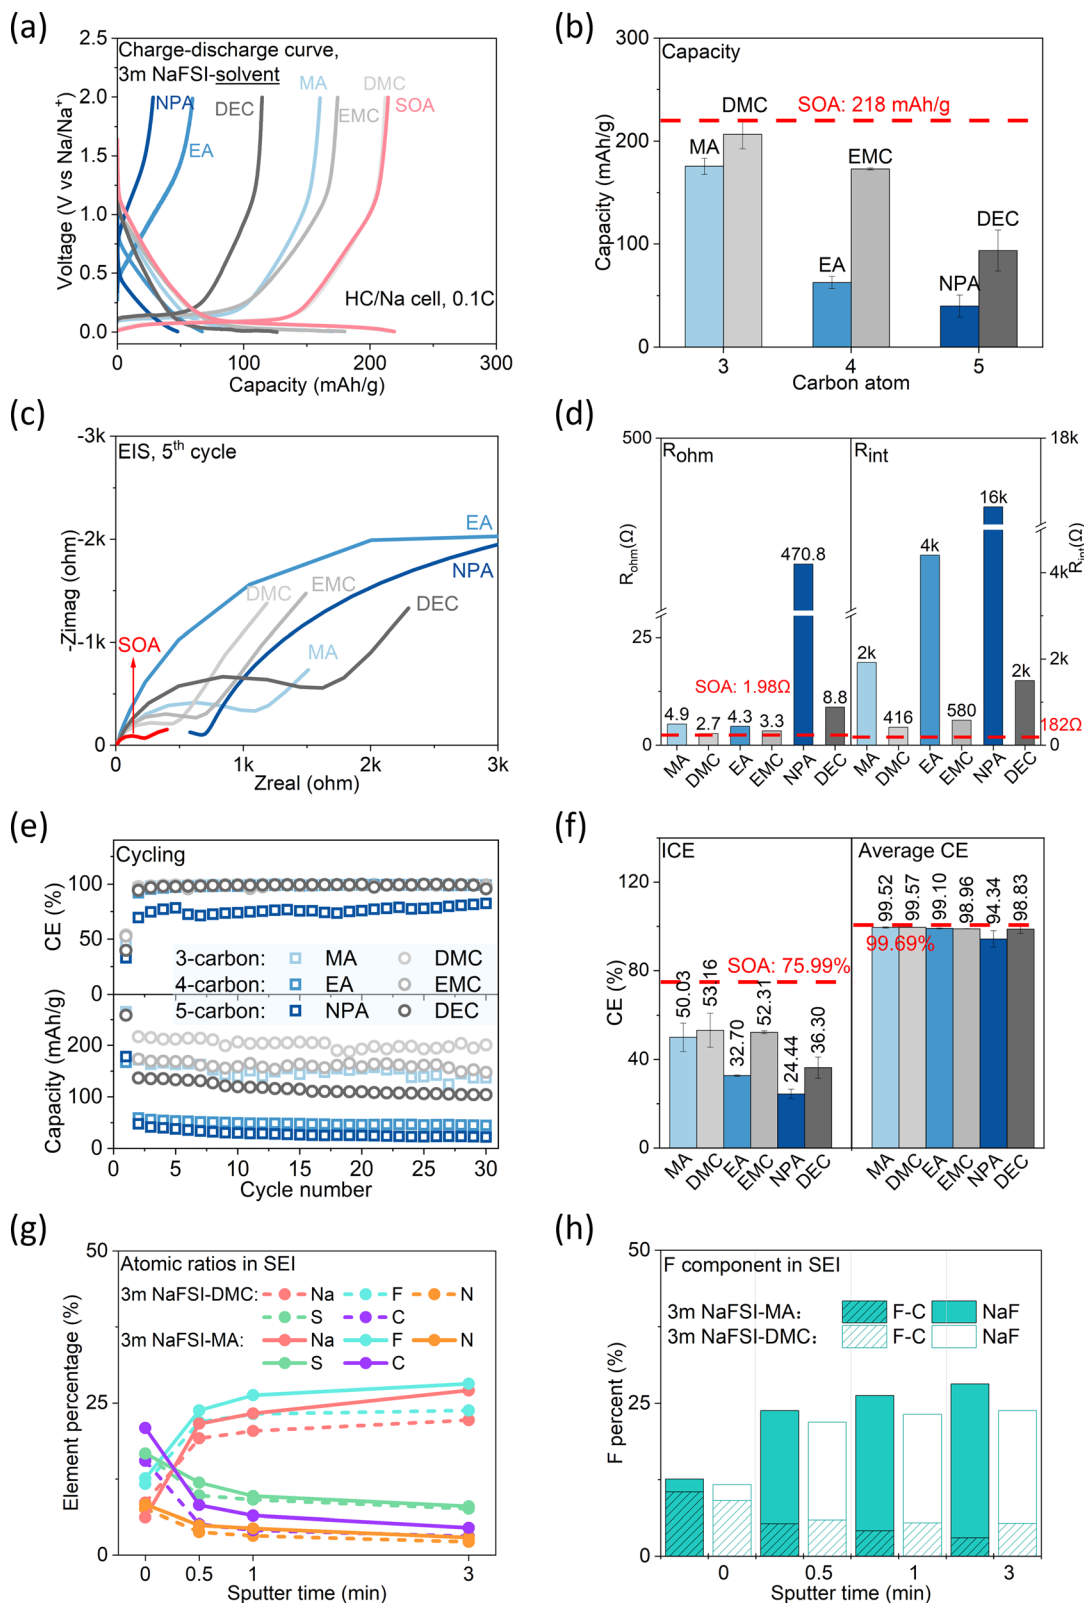 (a)
2.5
Charge-discharge curve,
3m NaFSI-solvent
2.0
NPA
DEC
MA
DMC
EMC
SOA
EA
1.5
1.0
0.5
0.0
HC/Na cell, 0.1C
Voltage (V vs Na/Na⁺)
0 100 200 300
Capacity (mAh/g)
(b)
300
Capacity
SOA: 218 mAh/g
DMC
MA
EMC
EA
DEC
NPA
200
100
0
Capacity (mAh/g)
3 4 5
Carbon atom
(c)
-3k
EIS, 5th cycle
-2k
EA
NPA
DMC
EMC
DEC
-1k
SOA
MA
0
-Zimag (ohm)
0 1k 2k 3k
Zreal (ohm)
(d)
500
Rohm
Rint
18k
16k
470.8
4k
4k
Rohm(Ω)
Rint(Ω)
25
2k
2k
2k
SOA: 1.98Ω
4.9 2.7 4.3 3.3 8.8
416 580
182Ω
0 0
MA DMC EA EMC NPA DEC MA DMC EA EMC NPA DEC
(e)
Cycling
100
50
0
CE (%)
3-carbon: MA DMC
4-carbon: EA EMC
5-carbon: NPA DEC
200
100
0
Capacity (mAh/g)
0 5 10 15 20 25 30
Cycle number
(f)
ICE
Average CE
120
80
40
0
CE (%)
99.52 99.57 99.10 98.96 94.34 98.83
99.69%
SOA: 75.99%
50.03 53.16 32.70 52.31 24.44 36.30
MA DMC EA EMC NPA DEC MA DMC EA EMC NPA DEC
(g)
50
Atomic ratios in SEI
3m NaFSI-DMC: Na F N
S C
3m NaFSI-MA: Na F N
S C
25
0
Element percentage (%)
0 0.5 1 3
Sputter time (min)
(h)
50
F component in SEI
3m NaFSI-MA: F-C NaF
3m NaFSI-DMC: F-C NaF
25
0
F percent (%)
0 0.5 1 3
Sputter time (min)